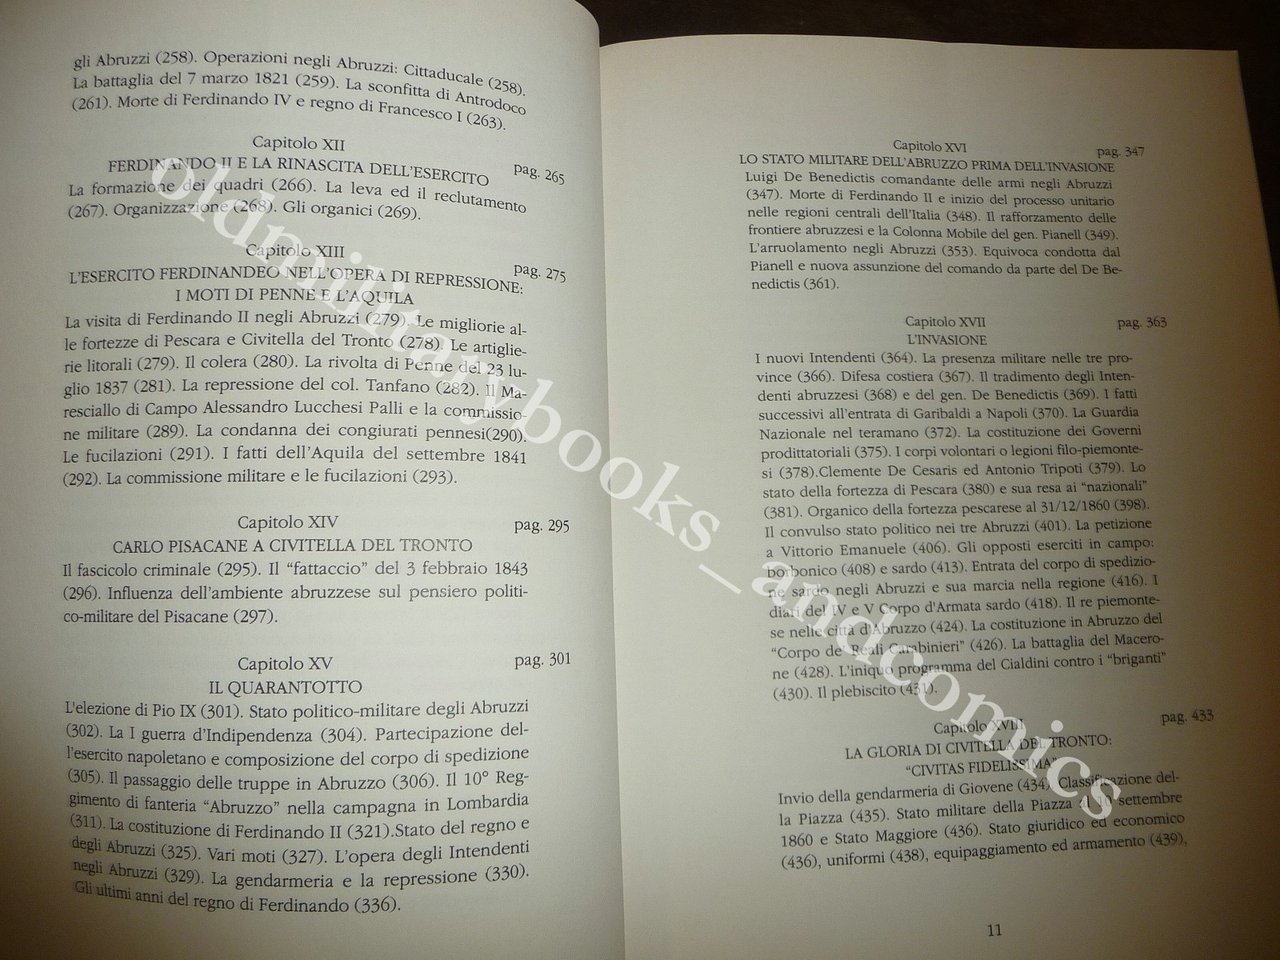 gli Abruzzi (258). Operazioni negli Abruzzi: Cittaducale (258).
La battaglia del 7 marzo 1821 (259). La sconfitta di Antrodoco
(261). Morte di Ferdinando IV e regno di Francesco I (263).
Capitolo XII
pag. 265
FERDINANDO II E LA RINASCITA DELL'ESERCITO
La formazione dei quadri (266). La leva ed il reclutamento
(267). Organizzazione (268). Gli organici (269).
Capitolo XIII
pag. 275
L'ESERCITO FERDINANDEO NELL'OPERA DI REPRESSIONE:
I MOTI DI PENNE E L'AQUILA
La visita di Ferdinando II negli Abruzzi (279). Le migliorie al-
le fortezze di Pescara e Civitella del Tronto (278). Le artiglie-
rie litorali (279). Il colera (280). La rivolta di Penne del 23 lu-
glio 1837 (281). La repressione del col. Tanfano (282). Il Ma-
resciallo di Campo Alessandro Lucchesi Palli e la commissio-
ne militare (289). La condanna dei congiurati pennesi(290).
Le fucilazioni (291). I fatti dell'Aquila del settembre 1841
(292). La commissione militare e le fucilazioni (293).
Capitolo XIV
pag. 295
CARLO PISACANE A CIVITELLA DEL TRONTO
Il fascicolo criminale (295). Il “fattaccio” del 3 febbraio 1843
(296). Influenza dell'ambiente abruzzese sul pensiero politi-
co-militare del Pisacane (297).
Capitolo XV
pag. 301
IL QUARANTOTTO
L'elezione di Pio IX (301). Stato politico-militare degli Abruzzi
(302). La I guerra d'Indipendenza (304). Partecipazione del-
l'esercito napoletano e composizione del corpo di spedizione
(305). Il passaggio delle truppe in Abruzzo (306). Il 10° Reg-
gimento di fanteria “Abruzzo” nella campagna in Lombardia
(311). La costituzione di Ferdinando II (321).Stato del regno e
degli Abruzzi (325). Vari moti (327). L'opera degli Intendenti
negli Abruzzi (329). La gendarmeria e la repressione (330).
Gli ultimi anni del regno di Ferdinando (336).
Capitolo XVI
pag. 347
LO STATO MILITARE DELL'ABRUZZO PRIMA DELL'INVASIONE
Luigi De Benedictis comandante delle armi negli Abruzzi
(347). Morte di Ferdinando II e inizio del processo unitario
nelle regioni centrali dell'Italia (348). Il rafforzamento delle
frontiere abruzzesi e la Colonna Mobile del gen. Pianell (349).
L'arruolamento negli Abruzzi (353). Equivoca condotta dal
Pianell e nuova assunzione del comando da parte del De Be-
nedictis (361).
Capitolo XVII
pag. 363
L'INVASIONE
I nuovi Intendenti (364). La presenza militare nelle tre pro-
vince (366). Difesa costiera (367). Il tradimento degli Inten-
denti abruzzesi (368) e del gen. De Benedictis (369). I fatti
successivi all'entrata di Garibaldi a Napoli (370). La Guardia
Nazionale nel teramano (372). La costituzione dei Governi
prodittatoriali (375). I corpi volontari o legioni filo-piemonte-
si (378).Clemente De Cesaris ed Antonio Tripoti (379). Lo
stato della fortezza di Pescara (380) e sua resa ai “nazionali”
(381). Organico della fortezza pescarese al 31/12/1860 (398).
Il convulso stato politico nei tre Abruzzi (401). La petizione
a Vittorio Emanuele (406). Gli opposti eserciti in campo:
borbonico (408) e sardo (413). Entrata del corpo di spedizio-
ne sardo negli Abruzzi e sua marcia nella regione (416). I
diari del IV e V Corpo d'Armata sardo (418). Il re piemonte-
se nelle città d'Abruzzo (424). La costituzione in Abruzzo del
“Corpo de' Reali Carabinieri” (426). La battaglia del Macero-
ne (428). L'iniquo programma del Cialdini contro i “briganti”
(430). Il plebiscito (431).
Capitolo XVIII
pag. 433
LA GLORIA DI CIVITELLA DEL TRONTO:
“CIVITAS FIDELISSIMA”
Invio della gendarmeria di Giovene (434). Classificazione del-
la Piazza (435). Stato militare della Piazza al settembre
1860 e Stato Maggiore (436). Stato giuridico ed economico
(436), uniformi (438), equipaggiamento ed armamento (439),
11
oldmilitarybooks_andcomics